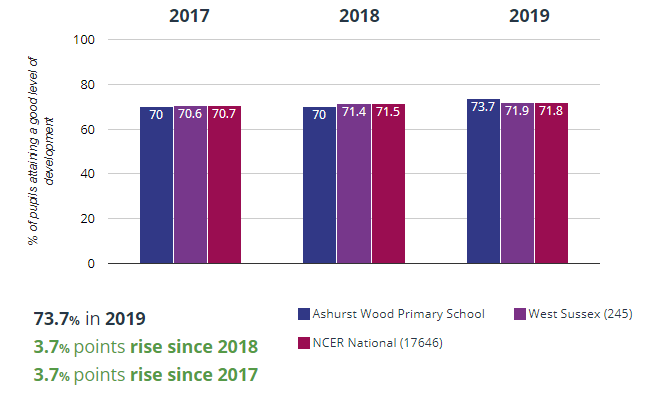 2017 2018 2019
% of pupils attaining a good level of
development
100
80
60
40
20
0
70 70.6 70.7
70 71.4 71.5
73.7 71.9 71.8
73.7% in 2019
3.7% points rise since 2018
3.7% points rise since 2017
Ashurst Wood Primary School West Sussex (245)
NCER National (17646)